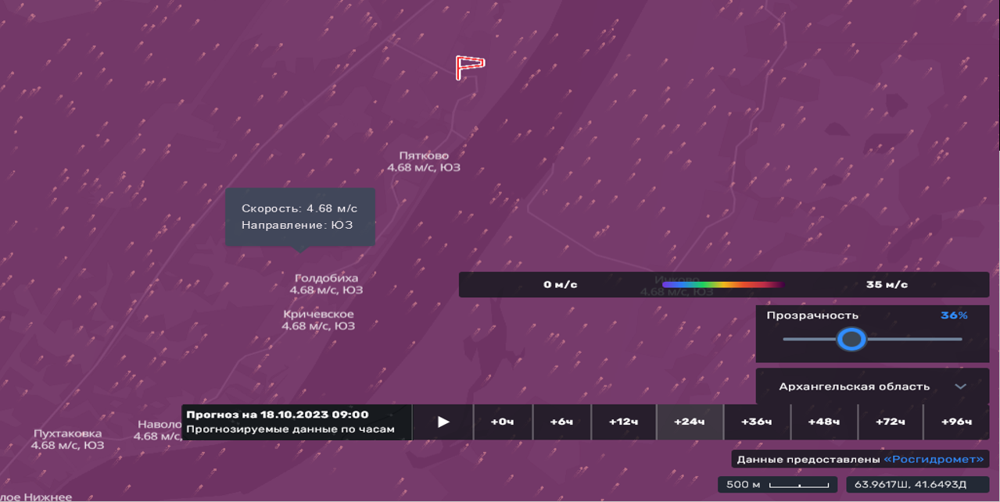 Пятково
4.68 м/с, ЮЗ
Скорость: 4.68 м/с
Направление: ЮЗ
Голдобиха
4.68 м/с, ЮЗ
Кричевское
4.68 м/с, ЮЗ
Ичково
4.68 м/с, ЮЗ
0 м/с
35 м/с
Прозрачность 36%
Архангельская область
Прогноз на 18.10.2023 09:00
Прогнозируемые данные по часам
+0ч +6ч +12ч +24ч +36ч +48ч +72ч +96ч
Наволо
4.68 м/с,
Пухтаковка
4.68 м/с, ЮЗ
Данные предоставлены «Росгидромет»
500 м
63.9617Ш, 41.6493Д
лое Нижнее